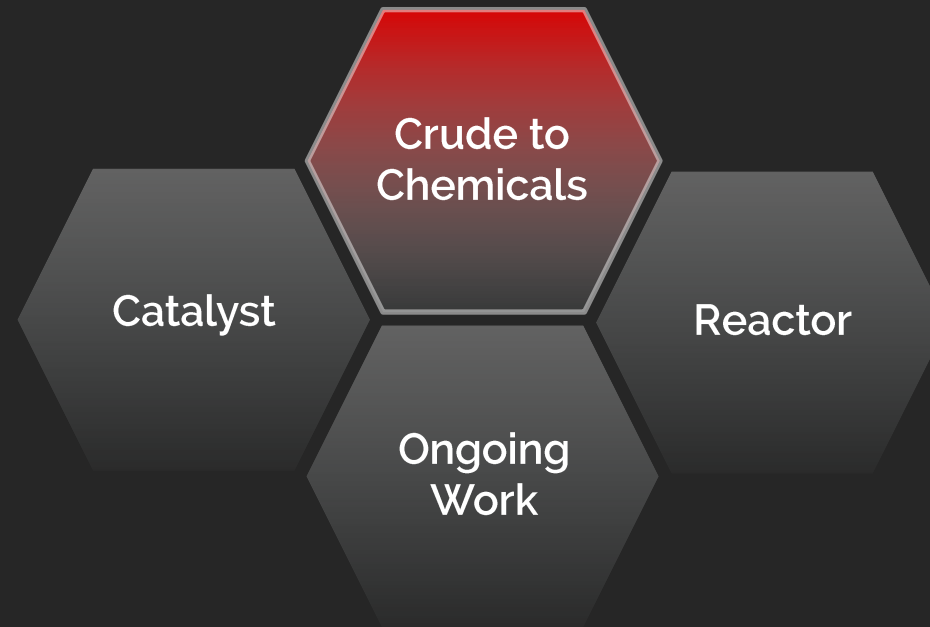 Crude to
Chemicals
Catalyst
Reactor
Ongoing
Work